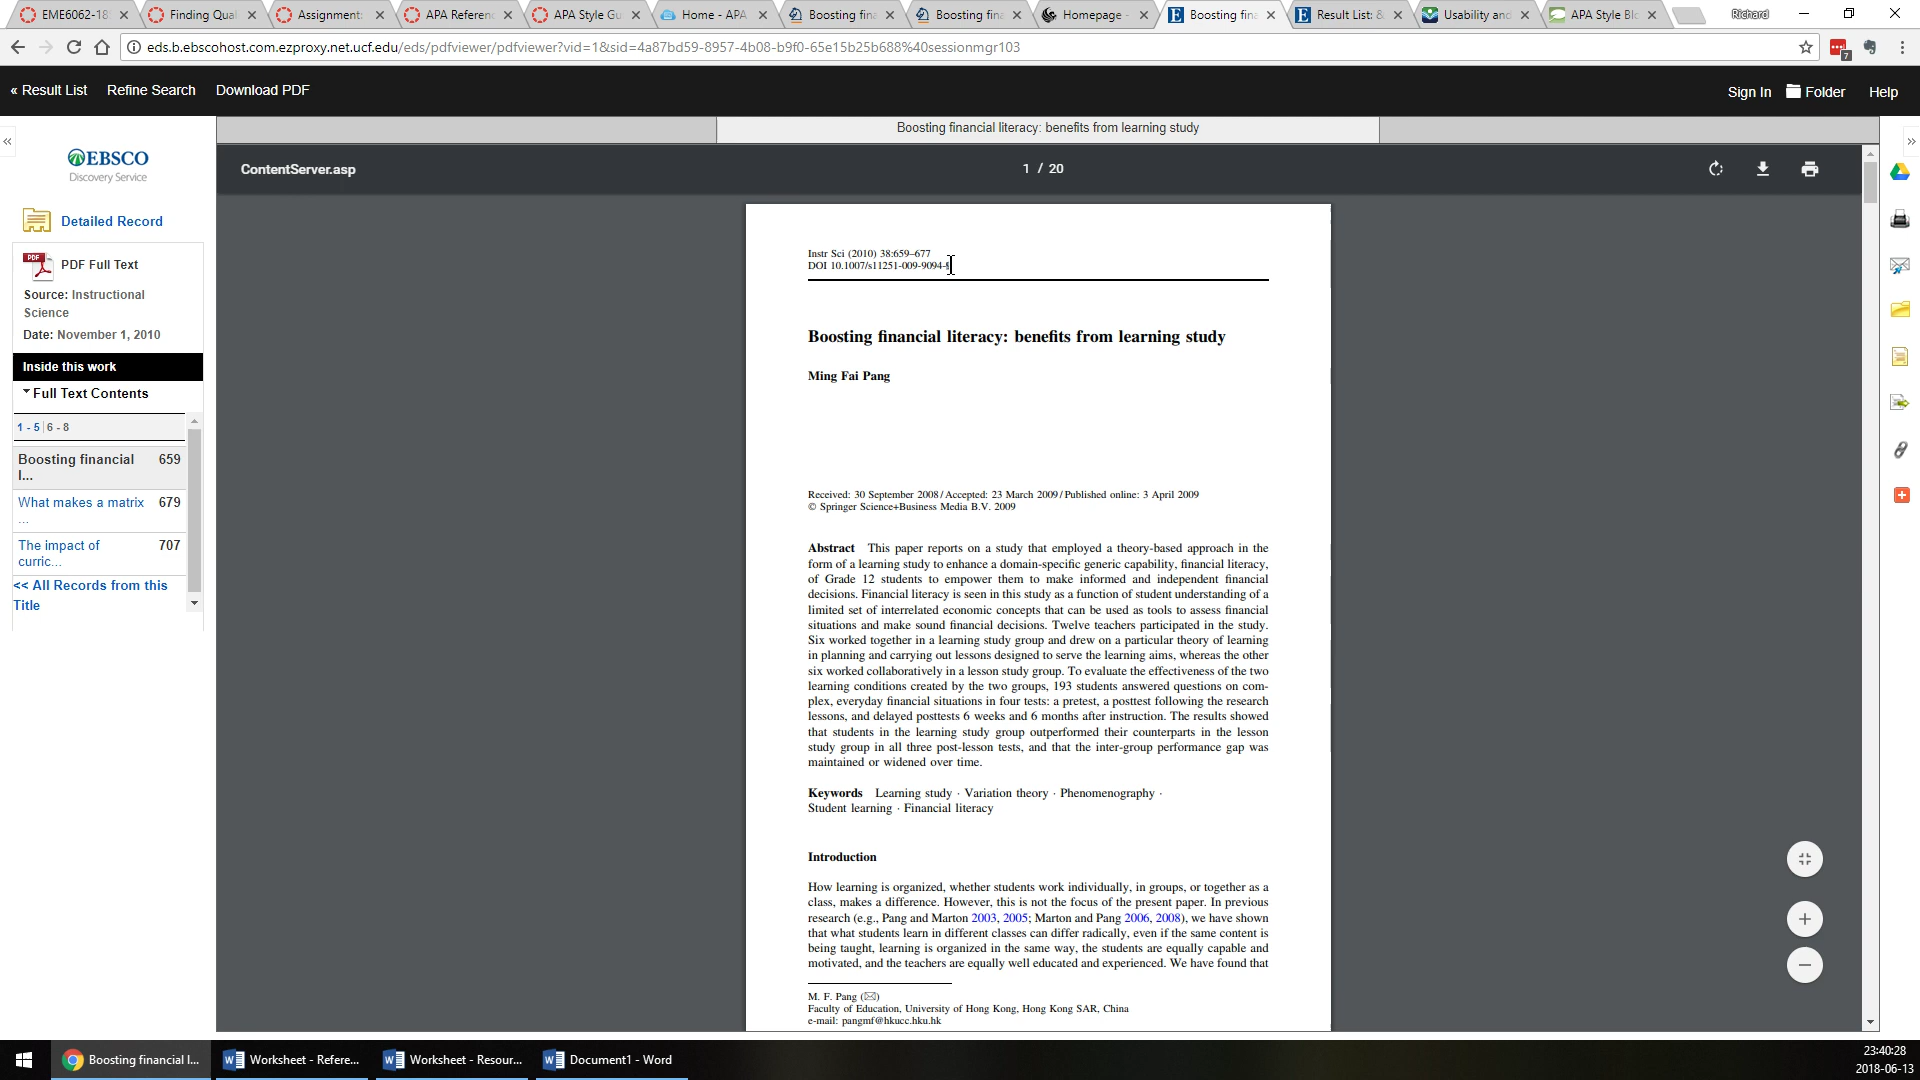 EME6062-18
Finding Qual
Assignment:
APA Referen
APA Style Gu
Home - APA
Boosting fina
Boosting fina
Homepage -
Boosting fina
Result List: &
Usability and
APA Style Blo
Richard
eds.b.ebscohost.com.ezproxy.net.ucf.edu/eds/pdfviewer/pdfviewer?vid=1&sid=4a87bd59-8957-4b08-b9f0-65e15b25b688%40sessionmgr103
7
« Result List Refine Search Download PDF
Sign In Folder Help
Boosting financial literacy: benefits from learning study
ContentServer.asp
1 / 20
EBSCO
Discovery Service
Detailed Record
PDF
PDF Full Text
Source: Instructional
Science
Date: November 1, 2010
Inside this work
Full Text Contents
1 - 5 | 6 - 8
Boosting financial 659
l...
What makes a matrix 679
...
The impact of 707
curric...
<< All Records from this
Title
Instr Sci (2010) 38:659–677
DOI 10.1007/s11251-009-9094-
Boosting financial literacy: benefits from learning study
Ming Fai Pang
Received: 30 September 2008 / Accepted: 23 March 2009 / Published online: 3 April 2009
© Springer Science+Business Media B.V. 2009
Abstract This paper reports on a study that employed a theory-based approach in the
form of a learning study to enhance a domain-specific generic capability, financial literacy,
of Grade 12 students to empower them to make informed and independent financial
decisions. Financial literacy is seen in this study as a function of student understanding of a
limited set of interrelated economic concepts that can be used as tools to assess financial
situations and make sound financial decisions. Twelve teachers participated in the study.
Six worked together in a learning study group and drew on a particular theory of learning
in planning and carrying out lessons designed to serve the learning aims, whereas the other
six worked collaboratively in a lesson study group. To evaluate the effectiveness of the two
learning conditions created by the two groups, 193 students answered questions on com-
plex, everyday financial situations in four tests: a pretest, a posttest following the research
lessons, and delayed posttests 6 weeks and 6 months after instruction. The results showed
that students in the learning study group outperformed their counterparts in the lesson
study group in all three post-lesson tests, and that the inter-group performance gap was
maintained or widened over time.
Keywords Learning study · Variation theory · Phenomenography ·
Student learning · Financial literacy
Introduction
How learning is organized, whether students work individually, in groups, or together as a
class, makes a difference. However, this is not the focus of the present paper. In previous
research (e.g., Pang and Marton 2003, 2005; Marton and Pang 2006, 2008), we have shown
that what students learn in different classes can differ radically, even if the same content is
being taught, learning is organized in the same way, the students are equally capable and
motivated, and the teachers are equally well educated and experienced. We have found that
M. F. Pang (✉)
Faculty of Education, University of Hong Kong, Hong Kong SAR, China
e-mail: pangmf@hkucc.hku.hk
Boosting financial l...
Worksheet - Refere...
Worksheet - Resour...
Document1 - Word
23:40:28
2018-06-13